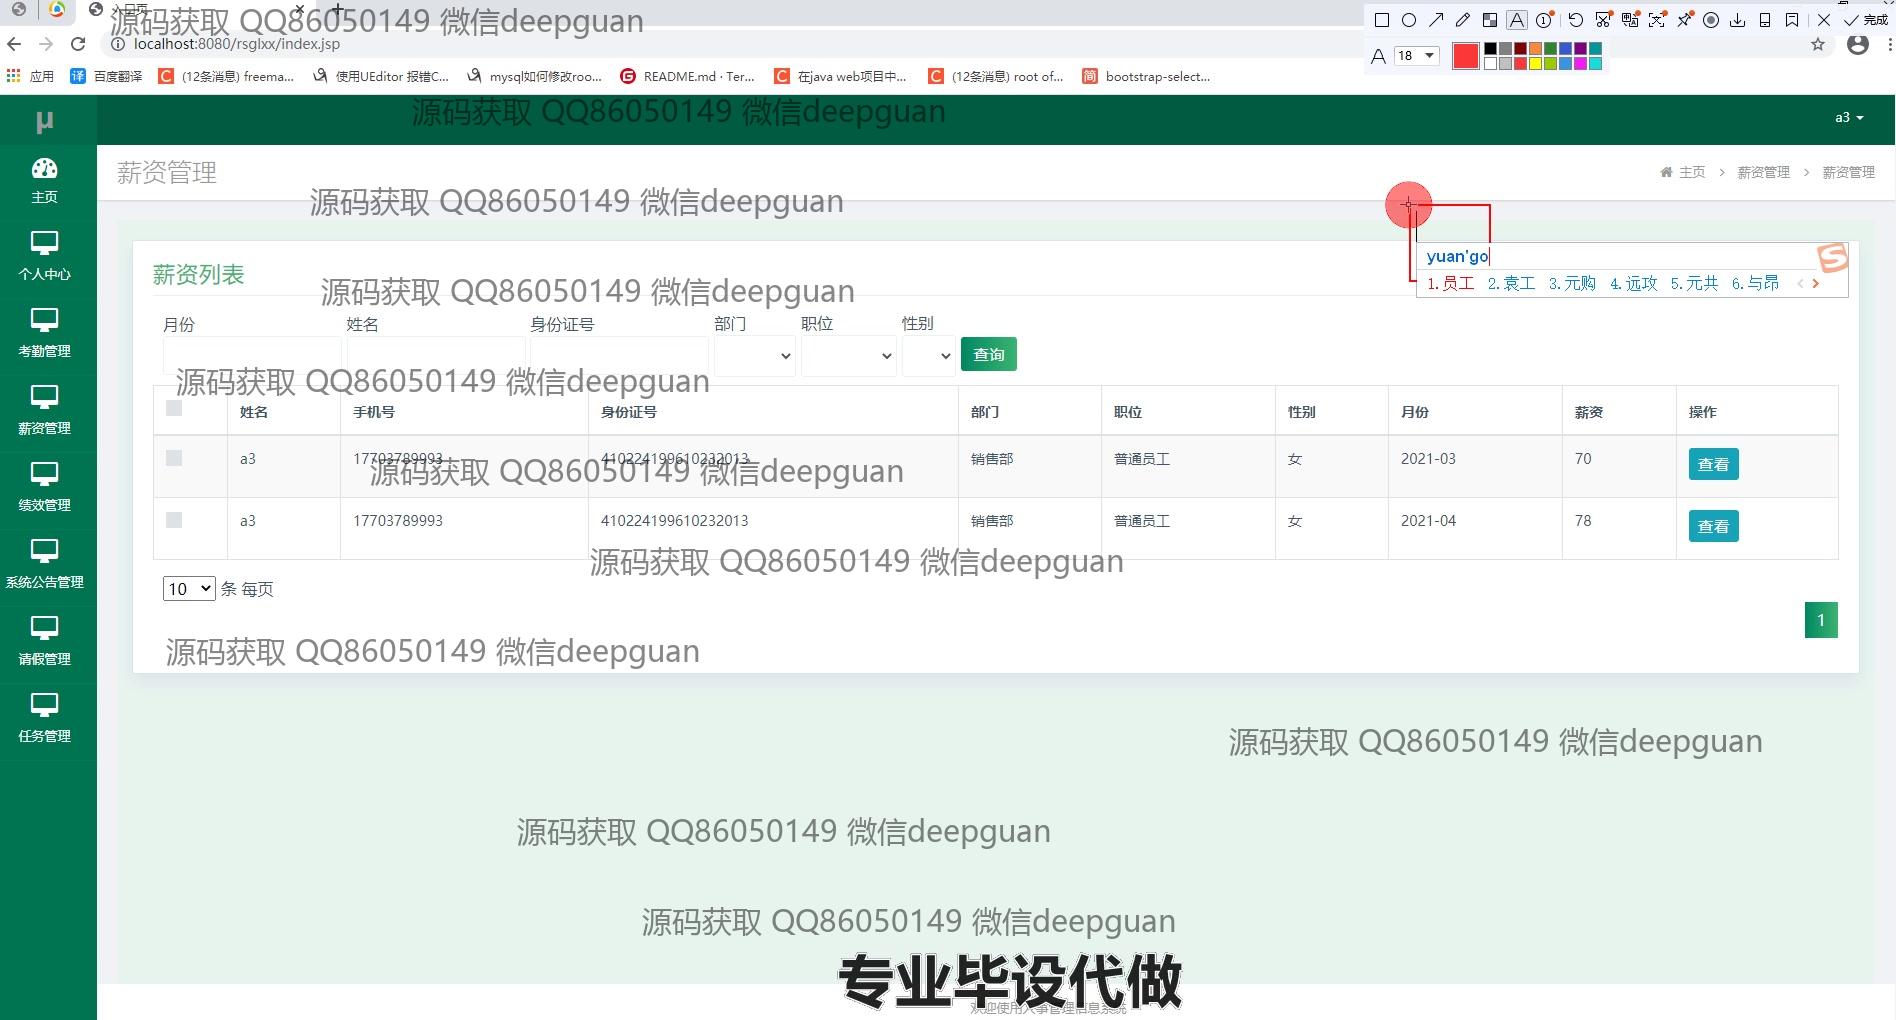 入口页
源码获取 QQ86050149 微信deepguan
完成
localhost:8080/rsglxx/index.jsp
18
应用 百度翻译 (12条消息) freema... 使用UEditor 报错C... mysql如何修改roo... README.md · Ter... 在java web项目中... (12条消息) root of... bootstrap-select...
源码获取 QQ86050149 微信deepguan
µ
a3
主页
薪资管理
主页 > 薪资管理 > 薪资管理
源码获取 QQ86050149 微信deepguan
个人中心
yuan'go
1.员工 2.袁工 3.元购 4.远攻 5.元共 6.与昂
薪资列表
源码获取 QQ86050149 微信deepguan
月份 姓名 身份证号 部门 职位 性别
考勤管理
查询
源码获取 QQ86050149 微信deepguan
姓名 手机号 身份证号 部门 职位 性别 月份 薪资 操作
薪资管理
a3 17703789993 410224199610232013 销售部 普通员工 女 2021-03 70 查看
源码获取 QQ86050149 微信deepguan
绩效管理
a3 17703789993 410224199610232013 销售部 普通员工 女 2021-04 78 查看
源码获取 QQ86050149 微信deepguan
系统公告管理
10 条 每页
1
源码获取 QQ86050149 微信deepguan
请假管理
任务管理
源码获取 QQ86050149 微信deepguan
源码获取 QQ86050149 微信deepguan
源码获取 QQ86050149 微信deepguan
专业毕设代做
欢迎使用人事管理信息系统